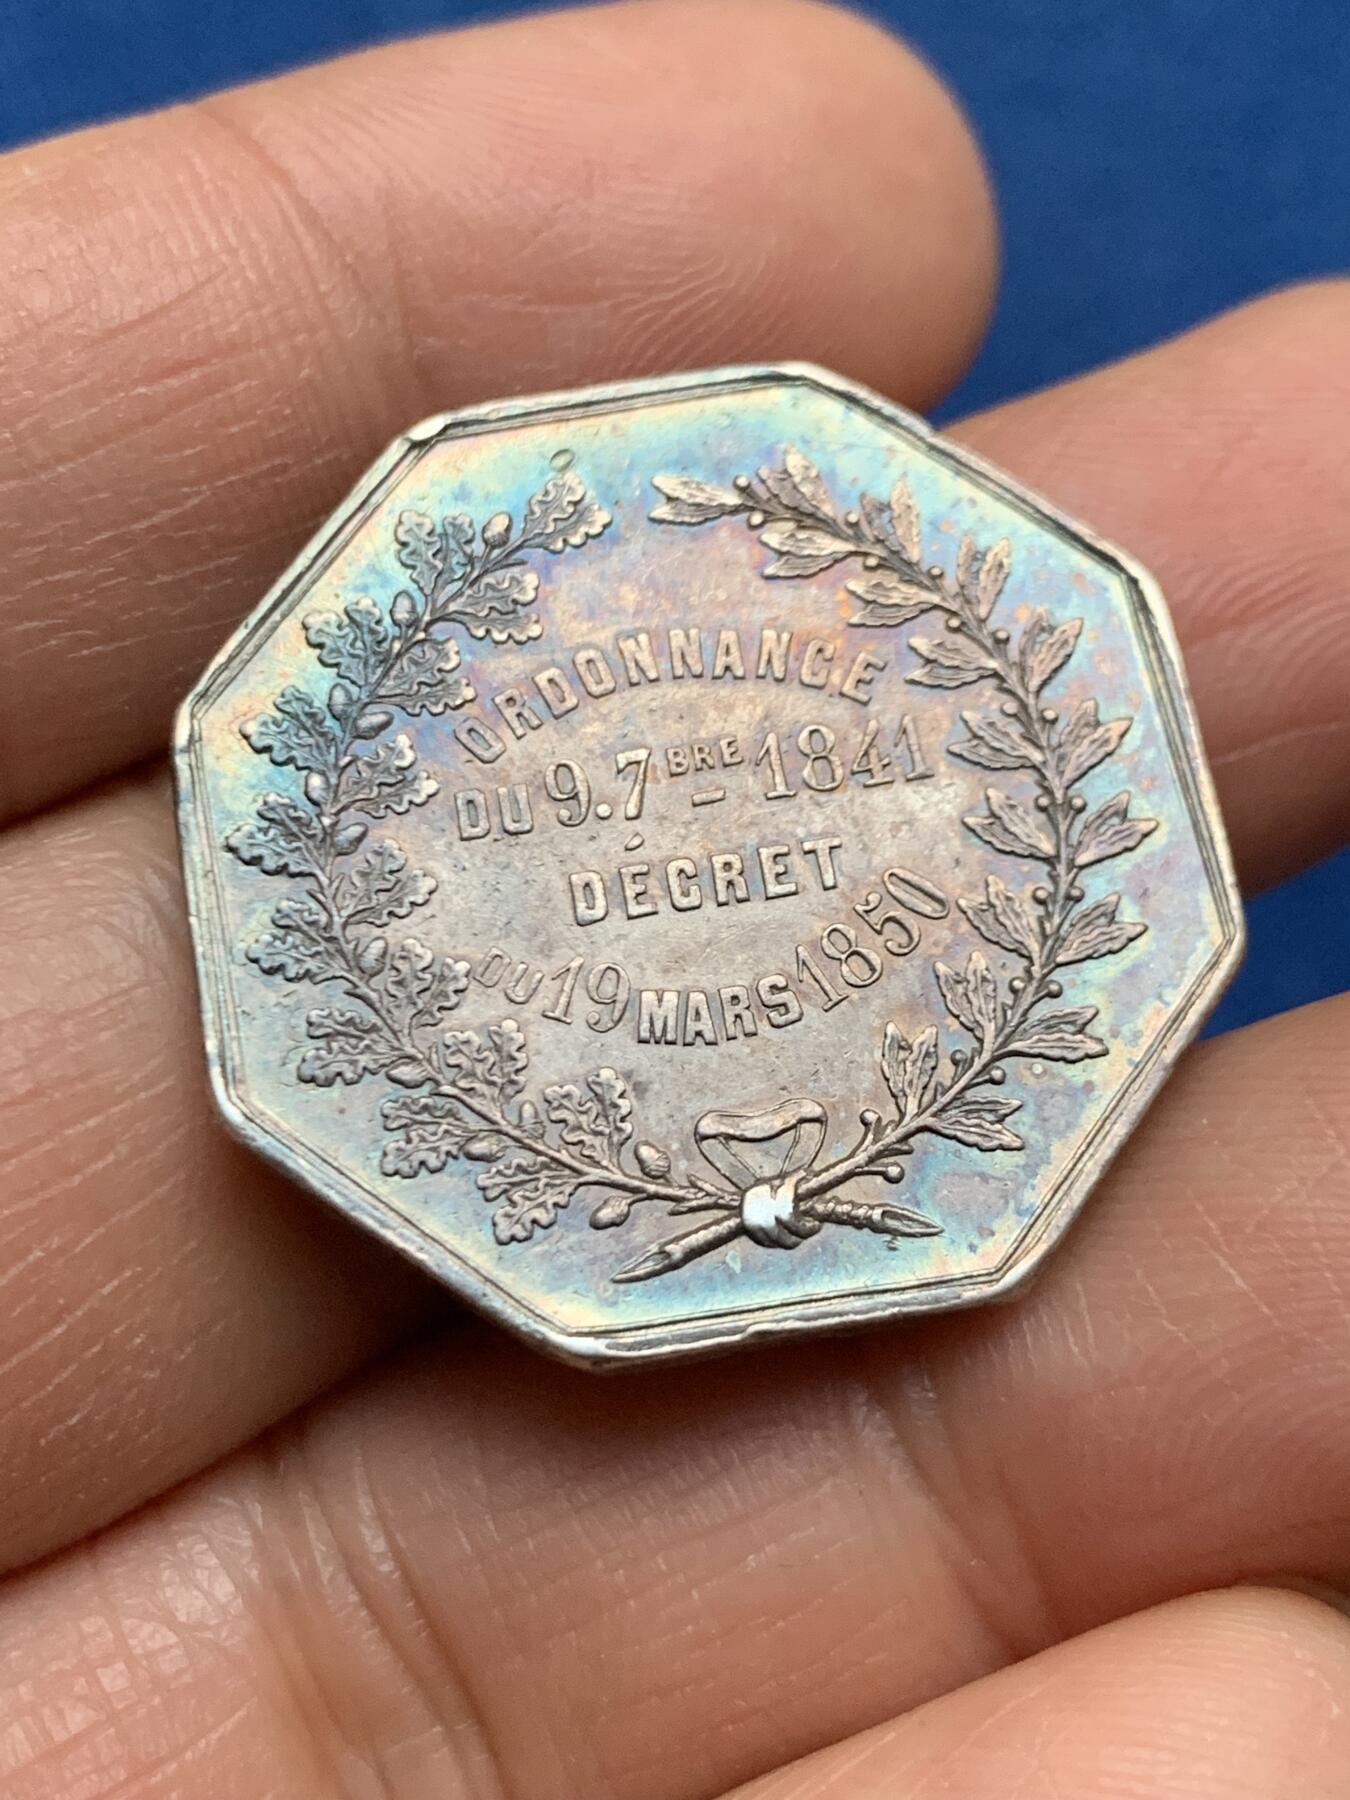 ORDONNANCE
DU 9.7BRE-1841
DÉCRET
DU 19 MARS 1850